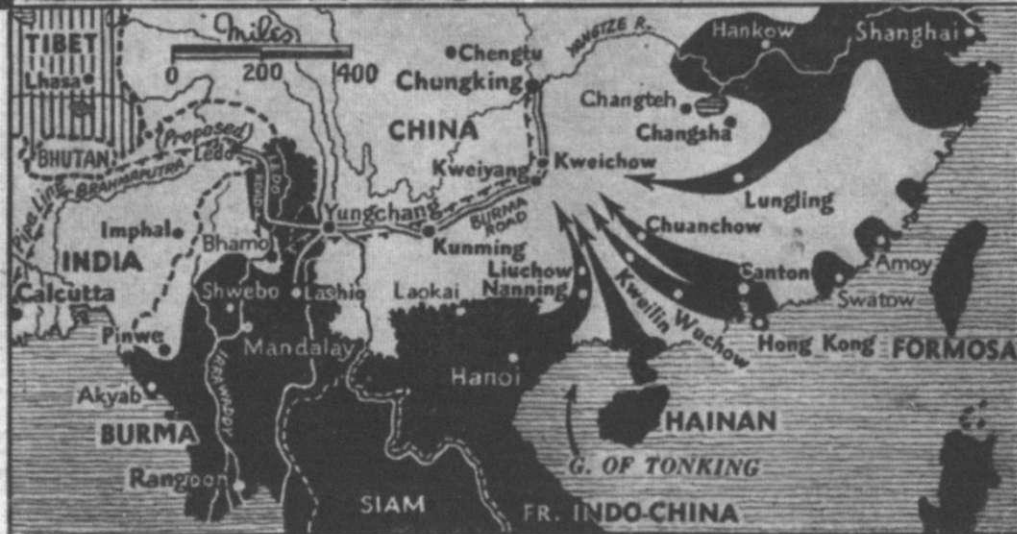 TIBET
Lhasa
Miles
0 200 400
Chengtu
Chungking
YANGTZE R.
Hankow
Shanghai
Changteh
Changsha
CHINA
BHUTAN
(Proposed)
Ledo
Pipe Line
BRAHMAPUTRA
LEDO
ROAD
Kweiyang
Kweichow
Lungling
Yungchang
BURMA
ROAD
Kunming
Chuanchow
Imphal
Bhamo
INDIA
Calcutta
Shwebo
Lashio
Laokai
Liuchow
Nanning
Kweilin
Wuchow
Canton
Amoy
Swatow
Hong Kong
FORMOSA
Pinwe
Mandalay
IRRAWADDY
Akyab
Hanoi
BURMA
HAINAN
G. OF TONKING
Rangoon
SIAM
FR. INDO-CHINA